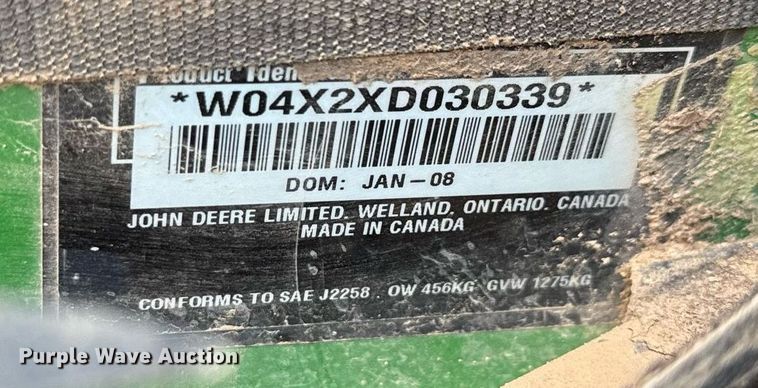 *W04X2XD030339*
DOM: JAN-08
JOHN DEERE LIMITED. WELLAND, ONTARIO. CANADA
MADE IN CANADA
CONFORMS TO SAE J2258 . OW 456KG GVW 1275KG
Purple Wave Auction